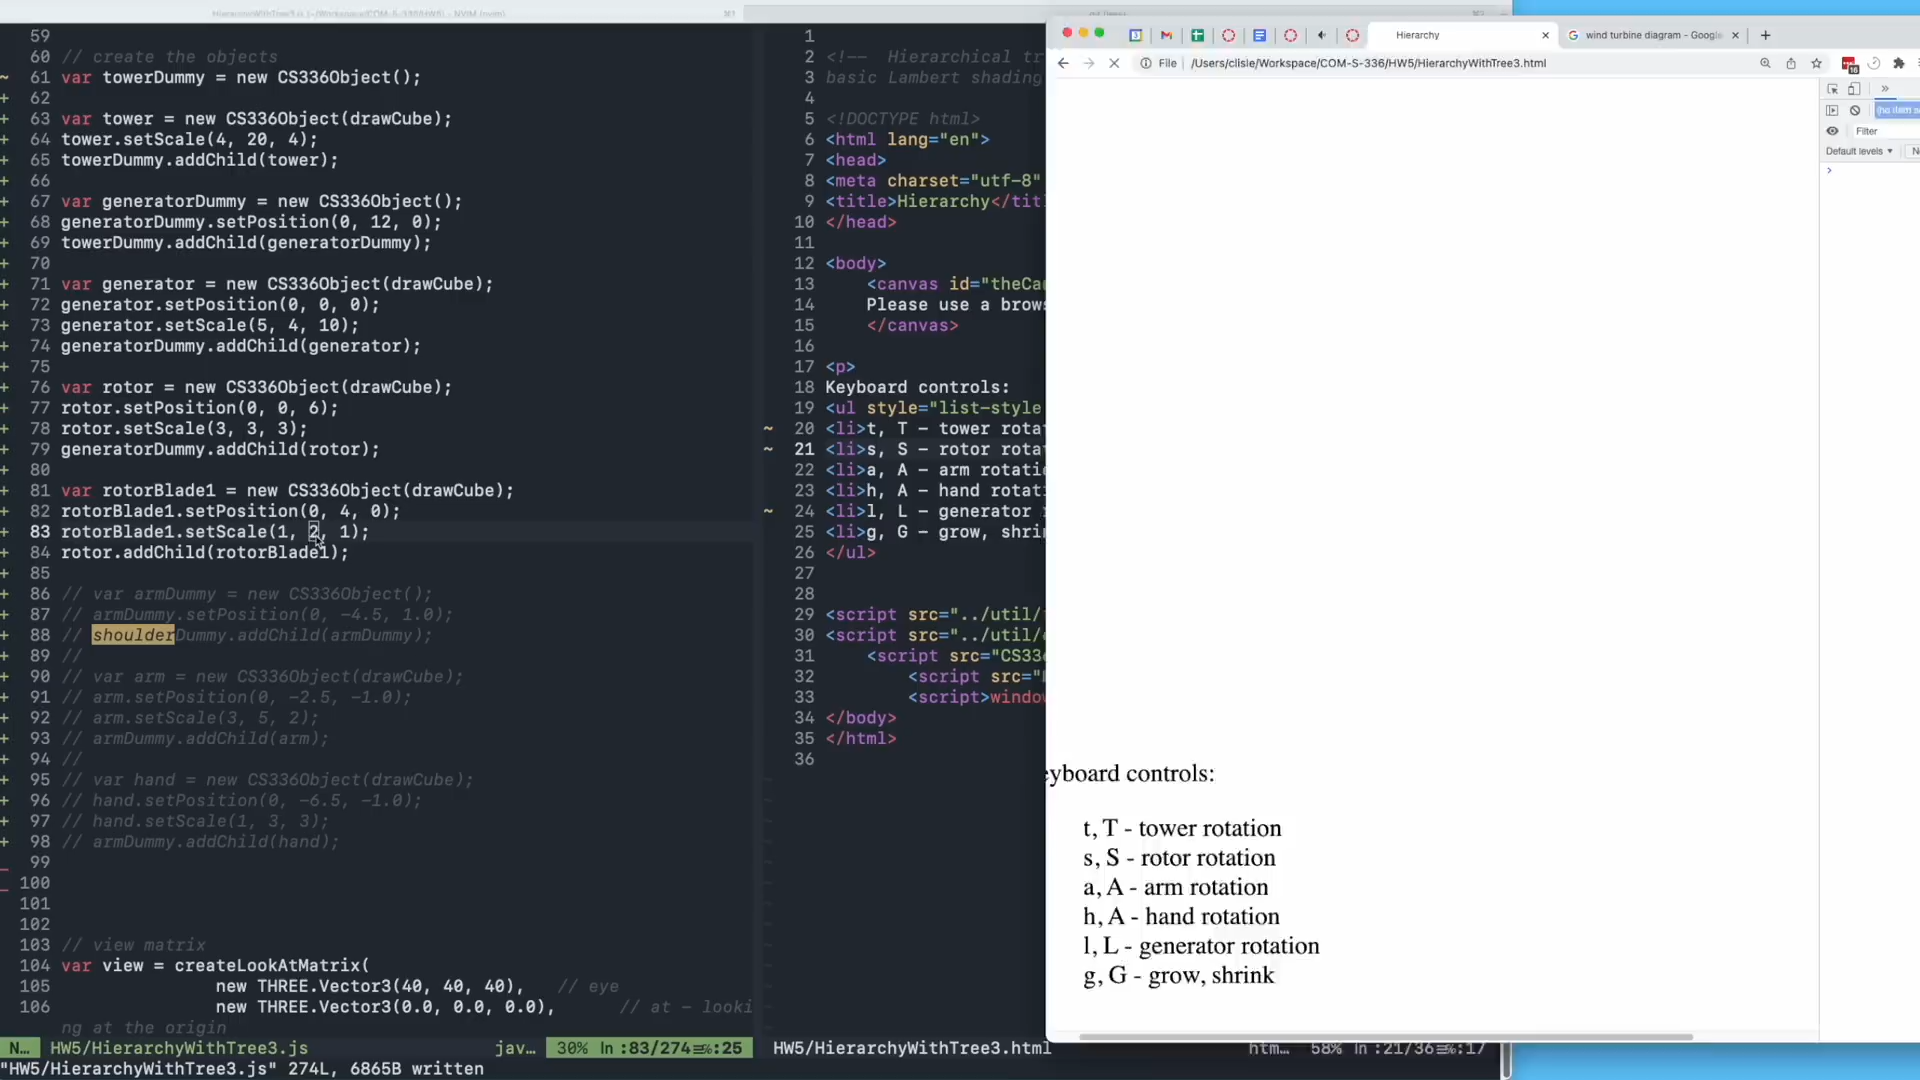 HierarchyWithTree3.js (~/Workspace/COM-S-336/HW5) - NVIM (nvim)
59
60 // create the objects
~ 61 var towerDummy = new CS336Object();
+ 62
+ 63 var tower = new CS336Object(drawCube);
+ 64 tower.setScale(4, 20, 4);
+ 65 towerDummy.addChild(tower);
+ 66
+ 67 var generatorDummy = new CS336Object();
+ 68 generatorDummy.setPosition(0, 12, 0);
+ 69 towerDummy.addChild(generatorDummy);
+ 70
+ 71 var generator = new CS336Object(drawCube);
+ 72 generator.setPosition(0, 0, 0);
+ 73 generator.setScale(5, 4, 10);
+ 74 generatorDummy.addChild(generator);
+ 75
+ 76 var rotor = new CS336Object(drawCube);
+ 77 rotor.setPosition(0, 0, 6);
+ 78 rotor.setScale(3, 3, 3);
+ 79 generatorDummy.addChild(rotor);
+ 80
+ 81 var rotorBlade1 = new CS336Object(drawCube);
+ 82 rotorBlade1.setPosition(0, 4, 0);
+ 83 rotorBlade1.setScale(1, 2, 1);
+ 84 rotor.addChild(rotorBlade1);
+ 85
+ 86 // var armDummy = new CS336Object();
+ 87 // armDummy.setPosition(0, -4.5, 1.0);
+ 88 // shoulderDummy.addChild(armDummy);
+ 89 //
+ 90 // var arm = new CS336Object(drawCube);
+ 91 // arm.setPosition(0, -2.5, -1.0);
+ 92 // arm.setScale(3, 5, 2);
+ 93 // armDummy.addChild(arm);
+ 94 //
+ 95 // var hand = new CS336Object(drawCube);
+ 96 // hand.setPosition(0, -6.5, -1.0);
+ 97 // hand.setScale(1, 3, 3);
+ 98 // armDummy.addChild(hand);
99
100
101
102
103 // view matrix
104 var view = createLookAtMatrix(
105 new THREE.Vector3(40, 40, 40), // eye
106 new THREE.Vector3(0.0, 0.0, 0.0), // at - looki
ng at the origin
N… HW5/HierarchyWithTree3.js jav… 30% ln :83/274≡%:25
"HW5/HierarchyWithTree3.js" 274L, 6865B written
1
2 <!-- Hierarchical tr
3 basic Lambert shading
4
5 <!DOCTYPE html>
6 <html lang="en">
7 <head>
8 <meta charset="utf-8"
9 <title>Hierarchy</tit
10 </head>
11
12 <body>
13 <canvas id="theCa
14 Please use a brow
15 </canvas>
16
17 <p>
18 Keyboard controls:
19 <ul style="list-style
~ 20 <li>t, T - tower rota
~ 21 <li>s, S - rotor rota
22 <li>a, A - arm rotati
23 <li>h, A - hand rotat
~ 24 <li>l, L - generator
25 <li>g, G - grow, shri
26 </ul>
27
28
29 <script src="../util/
30 <script src="../util/
31 <script src="CS33
32 <script src="
33 <script>windo
34 </body>
35 </html>
36
HW5/HierarchyWithTree3.html htm… 58% ln :21/36≡%:17
Hierarchy
wind turbine diagram - Google
File /Users/clisle/Workspace/COM-S-336/HW5/HierarchyWithTree3.html
16
Filter
Default levels
eyboard controls:
t, T - tower rotation
s, S - rotor rotation
a, A - arm rotation
h, A - hand rotation
l, L - generator rotation
g, G - grow, shrink